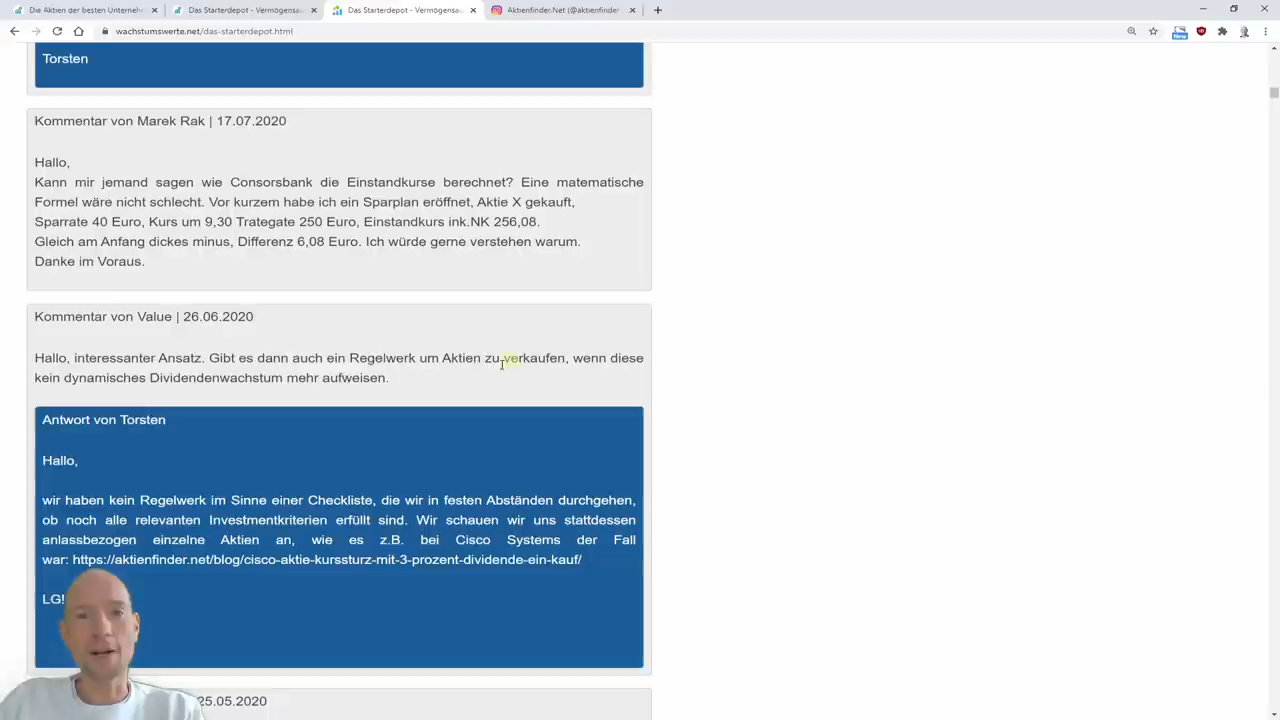 Die Aktien der besten Unterneh
Das Starterdepot - Vermögensau
Das Starterdepot - Vermögensau
Aktienfinder.Net (@aktienfinder
wachstumswerte.net/das-starterdepot.html
New
Torsten
Kommentar von Marek Rak | 17.07.2020
Hallo,
Kann mir jemand sagen wie Consorsbank die Einstandkurse berechnet? Eine matematische
Formel wäre nicht schlecht. Vor kurzem habe ich ein Sparplan eröffnet, Aktie X gekauft,
Sparrate 40 Euro, Kurs um 9,30 Trategate 250 Euro, Einstandkurs ink.NK 256,08.
Gleich am Anfang dickes minus, Differenz 6,08 Euro. Ich würde gerne verstehen warum.
Danke im Voraus.
Kommentar von Value | 26.06.2020
Hallo, interessanter Ansatz. Gibt es dann auch ein Regelwerk um Aktien zu verkaufen, wenn diese
kein dynamisches Dividendenwachstum mehr aufweisen.
Antwort von Torsten
Hallo,
wir haben kein Regelwerk im Sinne einer Checkliste, die wir in festen Abständen durchgehen,
ob noch alle relevanten Investmentkriterien erfüllt sind. Wir schauen wir uns stattdessen
anlassbezogen einzelne Aktien an, wie es z.B. bei Cisco Systems der Fall
war: https://aktienfinder.net/blog/cisco-aktie-kurssturz-mit-3-prozent-dividende-ein-kauf/
LG!
25.05.2020